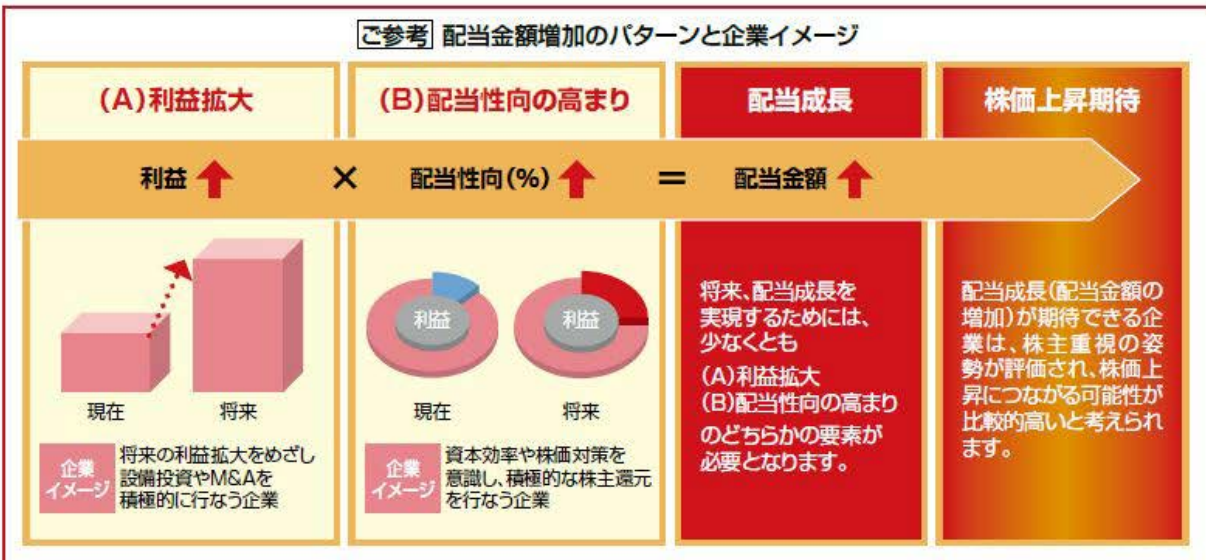 ご参考 配当金額増加のパターンと企業イメージ
(A)利益拡大
(B)配当性向の高まり
配当成長
株価上昇期待
利益
×
配当性向(%)
=
配当金額
現在
将来
企業
イメージ
将来の利益拡大をめざし
設備投資やM&Aを
積極的に行なう企業
利益
利益
現在
将来
企業
イメージ
資本効率や株価対策を
意識し、積極的な株主還元
を行なう企業
将来、配当成長を
実現するためには、
少なくとも
(A)利益拡大
(B)配当性向の高まり
のどちらかの要素が
必要となります。
配当成長(配当金額の
増加)が期待できる企
業は、株主重視の姿
勢が評価され、株価上
昇につながる可能性が
比較的高いと考えられ
ます。